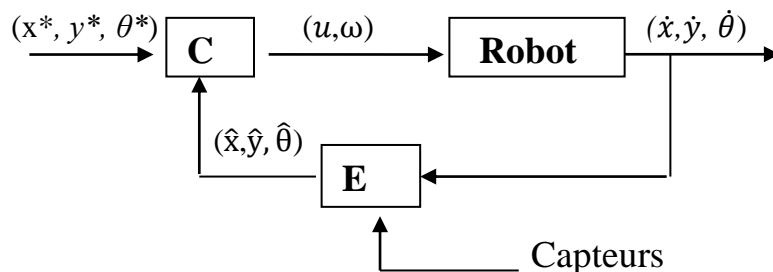 (x*, y*, θ*)
C
(u,ω)
Robot
(ẋ,ẏ, θ̇)
(x̂,ŷ,θ̂)
E
Capteurs